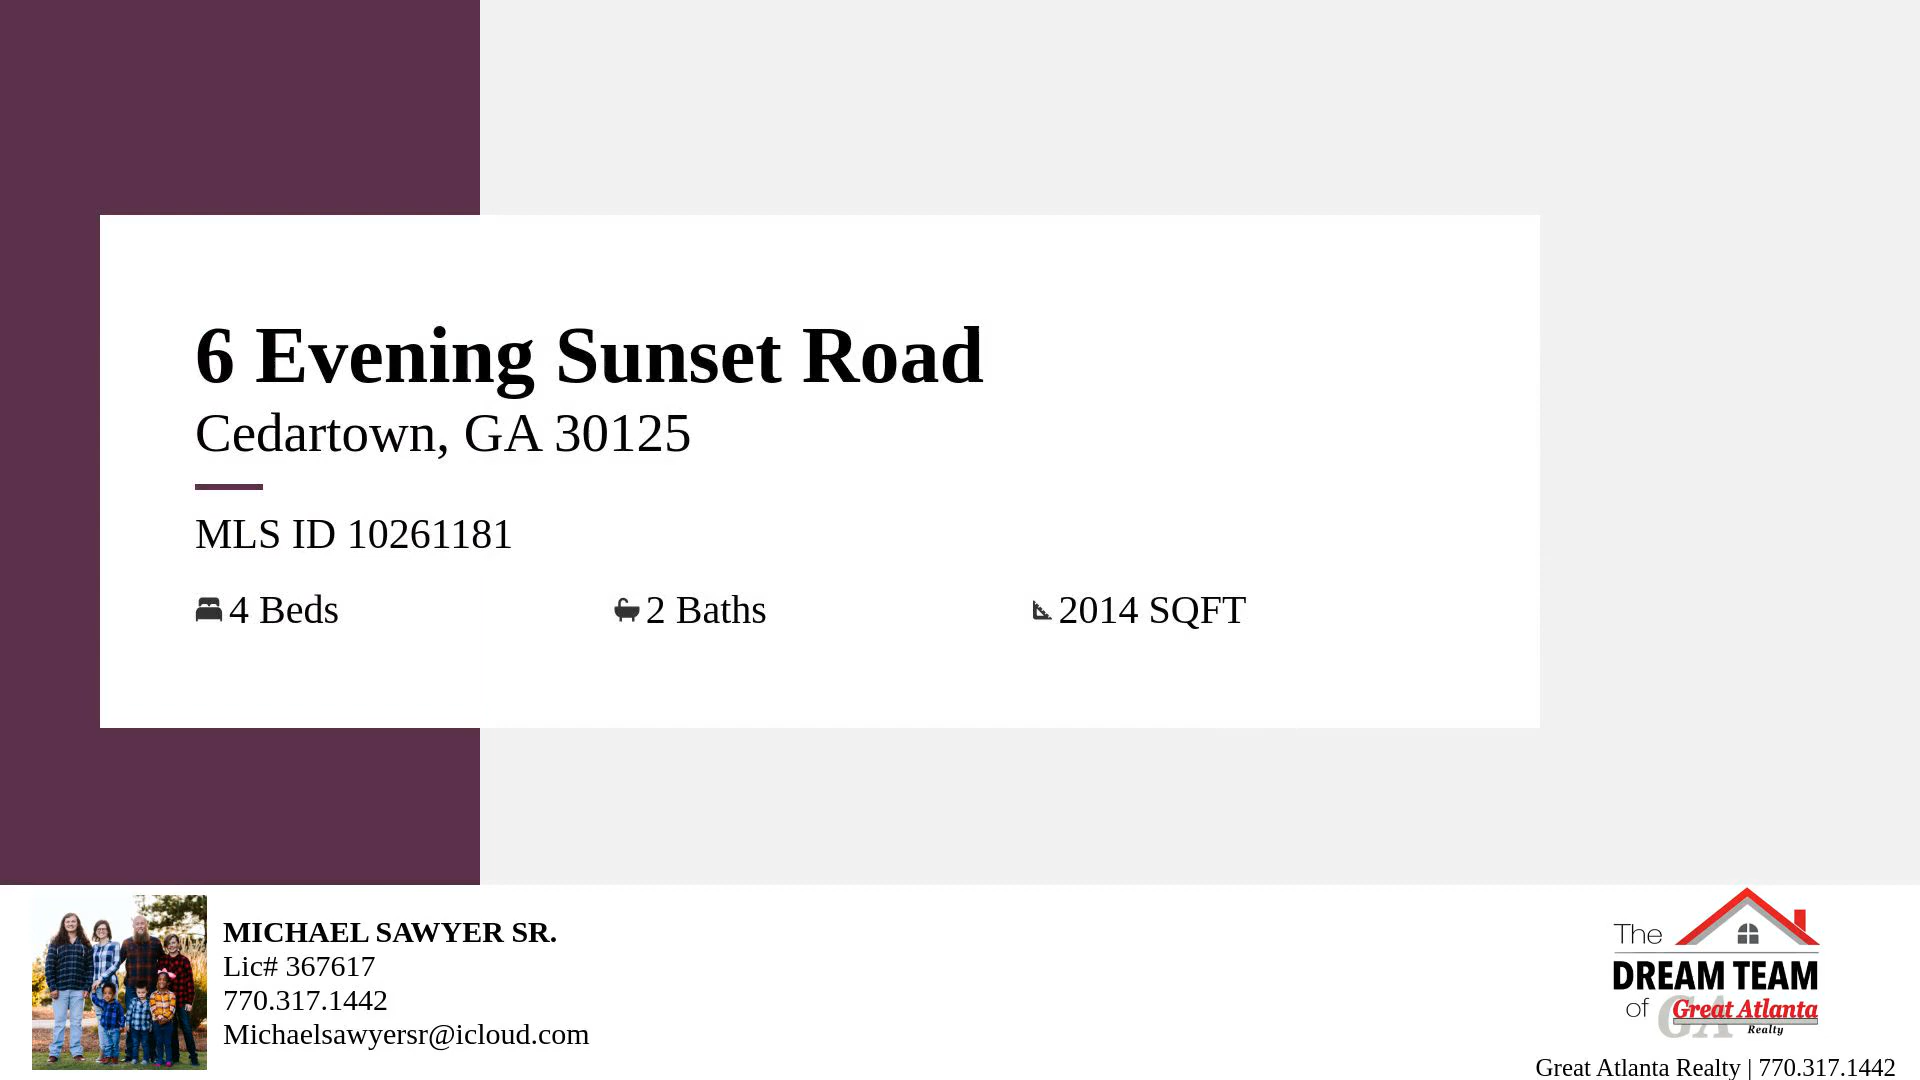 6 Evening Sunset Road
Cedartown, GA 30125
MLS ID 10261181
4 Beds
2 Baths
2014 SQFT
MICHAEL SAWYER SR.
Lic# 367617
770.317.1442
Michaelsawyersr@icloud.com
The
DREAM TEAM
of GA Great Atlanta
Realty
Great Atlanta Realty | 770.317.1442